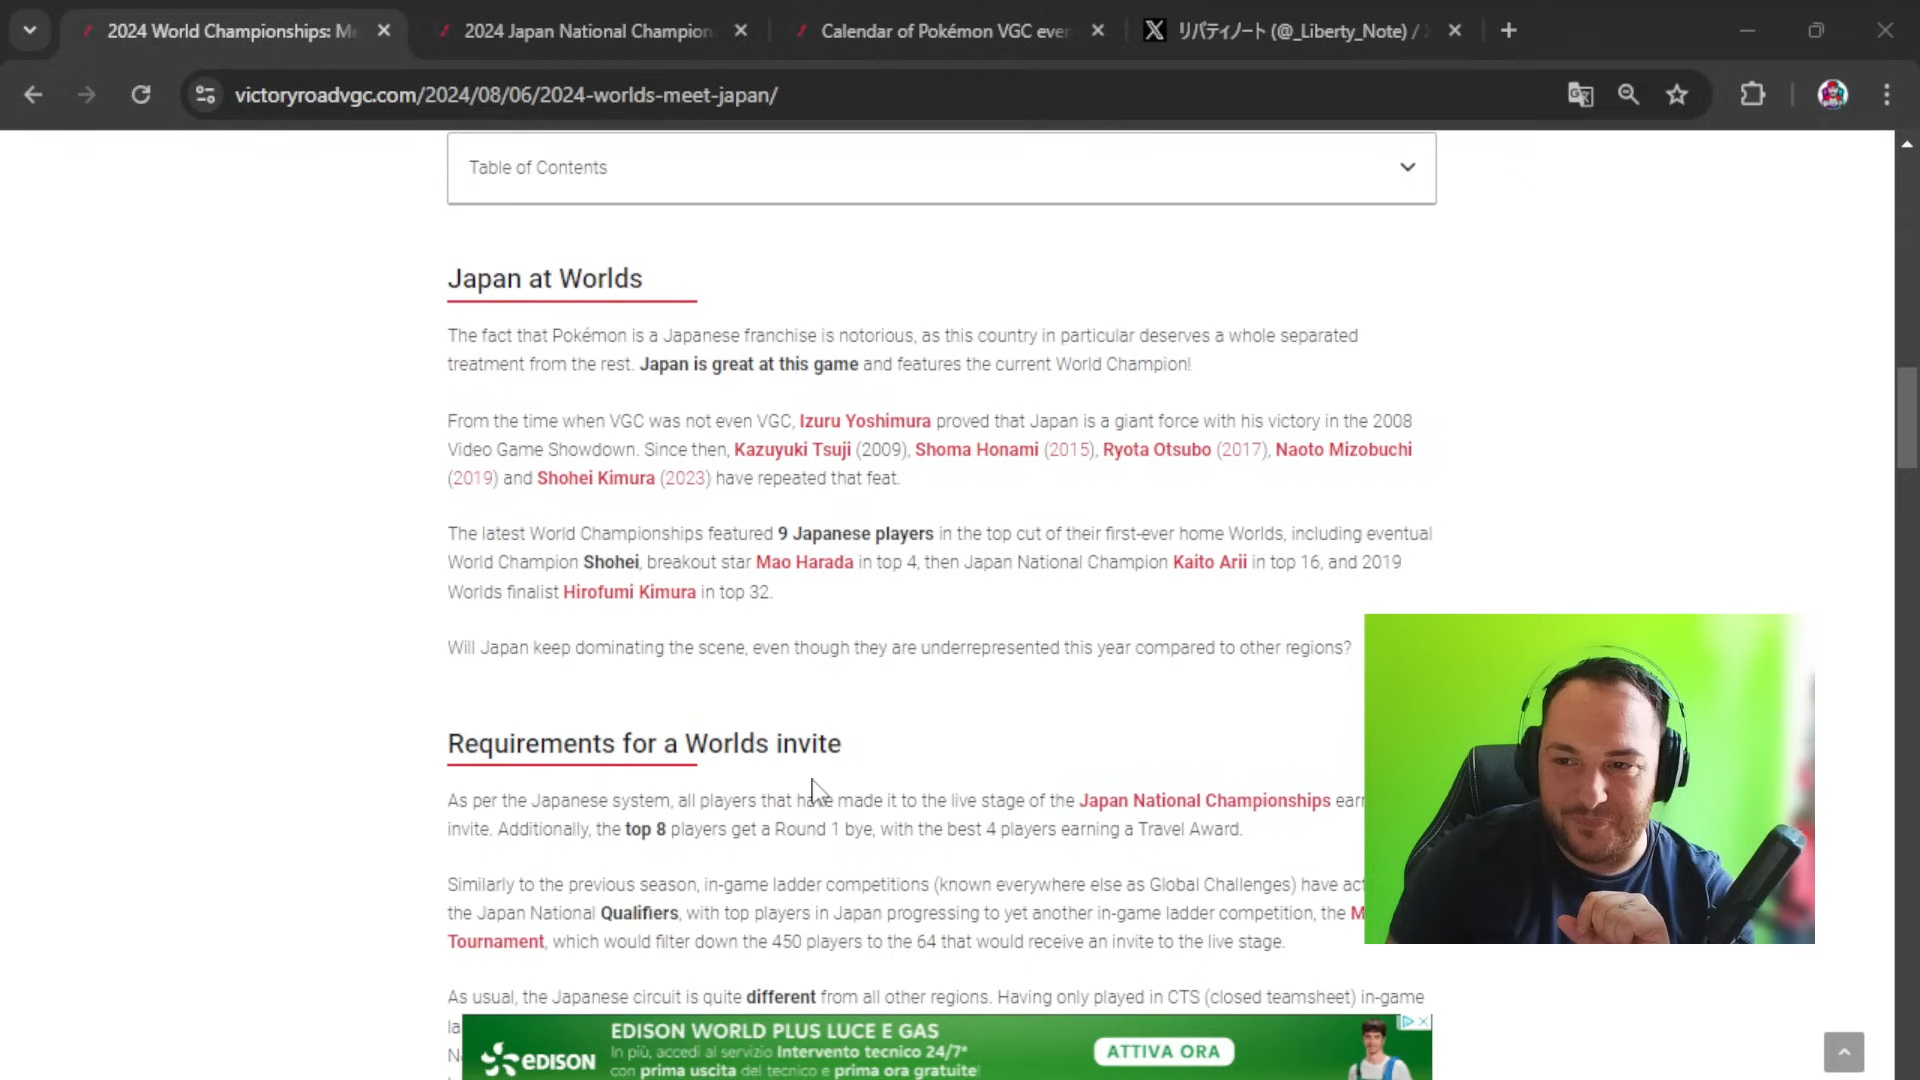 2024 World Championships: Me
2024 Japan National Champion
Calendar of Pokémon VGC ever
リバティノート (@_Liberty_Note) /
victoryroadvgc.com/2024/08/06/2024-worlds-meet-japan/
Table of Contents
Japan at Worlds
The fact that Pokémon is a Japanese franchise is notorious, as this country in particular deserves a whole separated
treatment from the rest. Japan is great at this game and features the current World Champion!
From the time when VGC was not even VGC, Izuru Yoshimura proved that Japan is a giant force with his victory in the 2008
Video Game Showdown. Since then, Kazuyuki Tsuji (2009), Shoma Honami (2015), Ryota Otsubo (2017), Naoto Mizobuchi
(2019) and Shohei Kimura (2023) have repeated that feat.
The latest World Championships featured 9 Japanese players in the top cut of their first-ever home Worlds, including eventual
World Champion Shohei, breakout star Mao Harada in top 4, then Japan National Champion Kaito Arii in top 16, and 2019
Worlds finalist Hirofumi Kimura in top 32.
Will Japan keep dominating the scene, even though they are underrepresented this year compared to other regions?
Requirements for a Worlds invite
As per the Japanese system, all players that have made it to the live stage of the Japan National Championships ear
invite. Additionally, the top 8 players get a Round 1 bye, with the best 4 players earning a Travel Award.
Similarly to the previous season, in-game ladder competitions (known everywhere else as Global Challenges) have act
the Japan National Qualifiers, with top players in Japan progressing to yet another in-game ladder competition, the M
Tournament, which would filter down the 450 players to the 64 that would receive an invite to the live stage.
As usual, the Japanese circuit is quite different from all other regions. Having only played in CTS (closed teamsheet) in-game
la
N
EDISON
EDISON WORLD PLUS LUCE E GAS
In più, accedi al servizio Intervento tecnico 24/7*
con prima uscita del tecnico e prima ora gratuite!
ATTIVA ORA